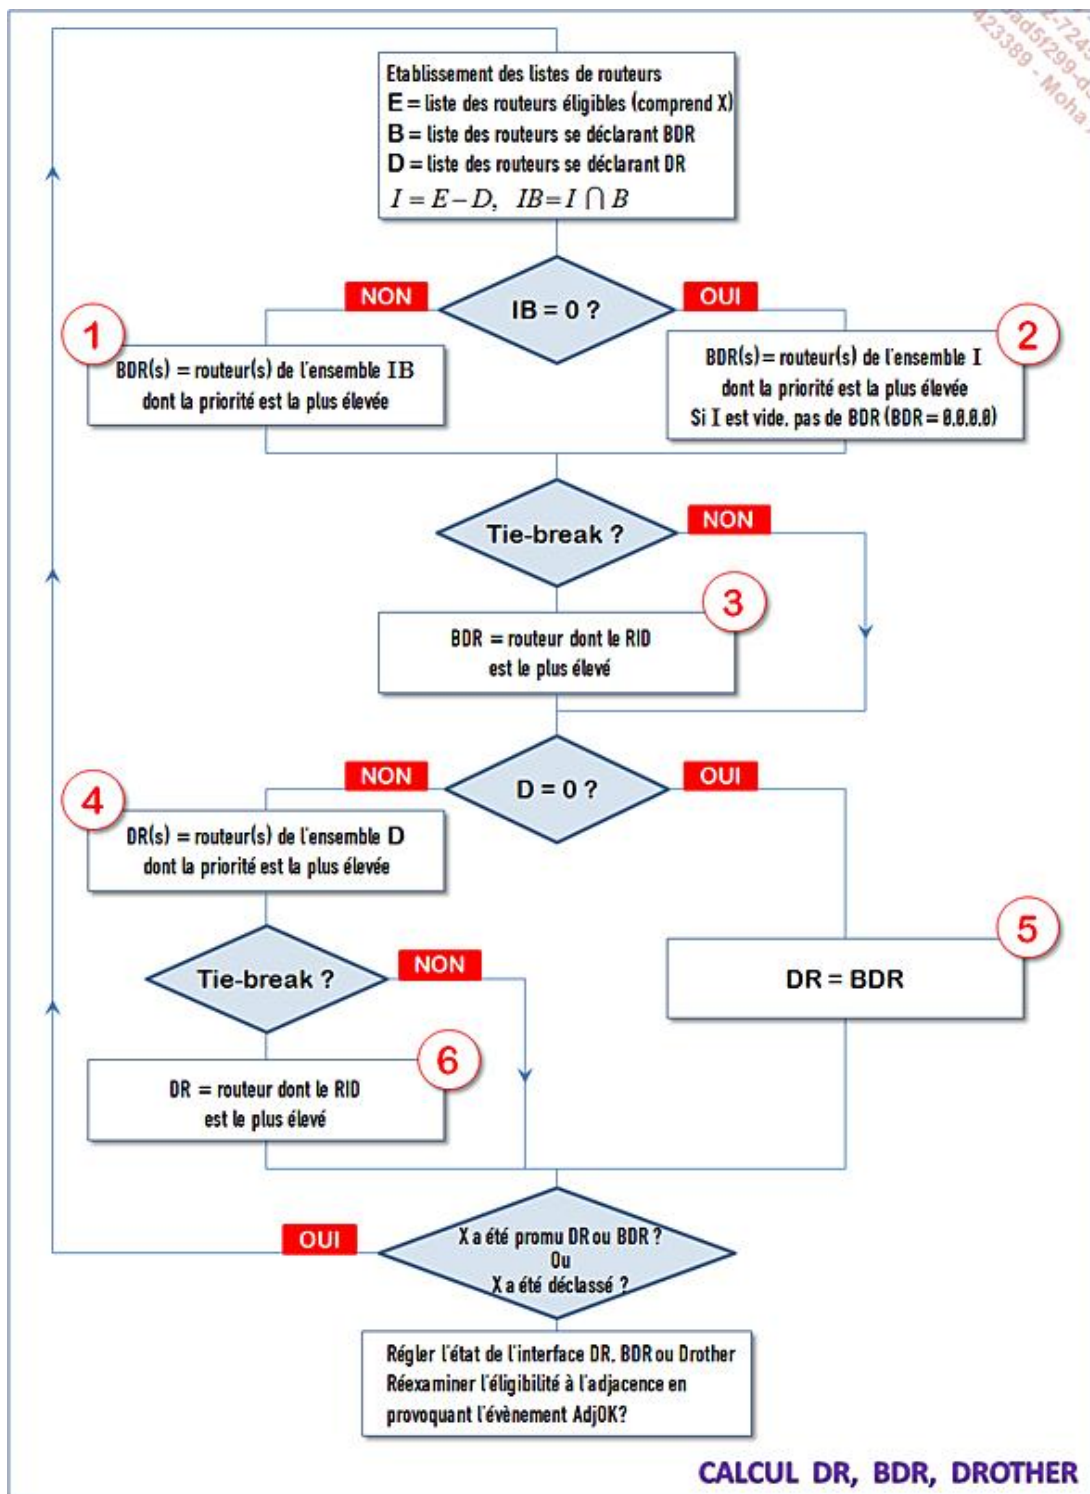 Etablissement des listes de routeurs
E = liste des routeurs éligibles (comprend X)
B = liste des routeurs se déclarant BDR
D = liste des routeurs se déclarant DR
I = E – D, IB = I ⋂ B
IB = 0 ?
NON
OUI
1
BDR(s) = routeur(s) de l'ensemble IB
dont la priorité est la plus élevée
2
BDR(s) = routeur(s) de l'ensemble I
dont la priorité est la plus élevée
Si I est vide, pas de BDR (BDR = 0.0.0.0)
Tie-break ?
NON
3
BDR = routeur dont le RID
est le plus élevé
D = 0 ?
NON
OUI
4
DR(s) = routeur(s) de l'ensemble D
dont la priorité est la plus élevée
5
DR = BDR
Tie-break ?
NON
6
DR = routeur dont le RID
est le plus élevé
X a été promu DR ou BDR ?
Ou
X a été déclassé ?
OUI
Régler l'état de l'interface DR, BDR ou Drother
Réexaminer l'éligibilité à l'adjacence en
provoquant l'évènement AdjOK?
CALCUL DR, BDR, DROTHER
423389 - Moha